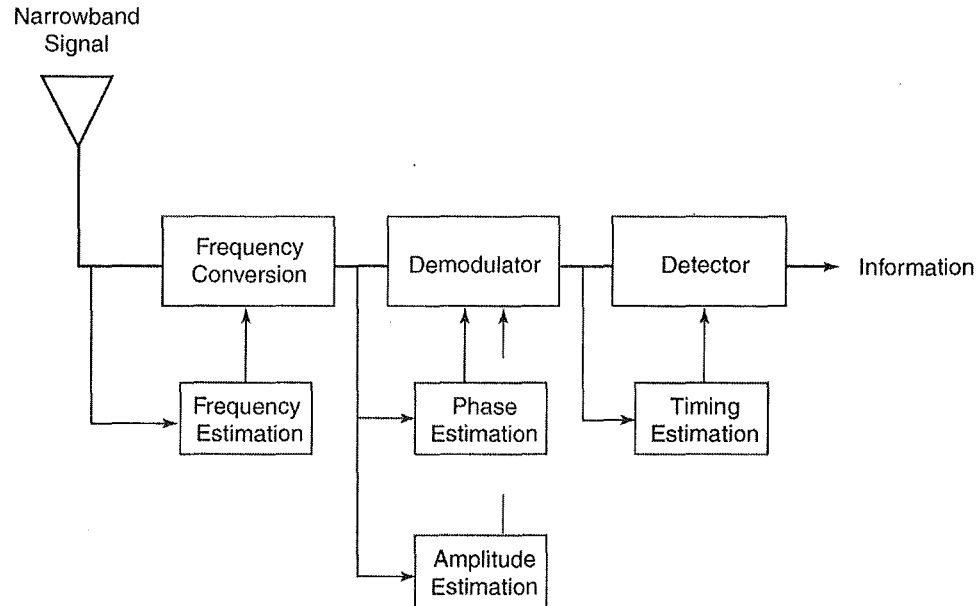 Narrowband
Signal
Frequency
Conversion
Demodulator
Detector
Information
Frequency
Estimation
Phase
Estimation
Timing
Estimation
Amplitude
Estimation